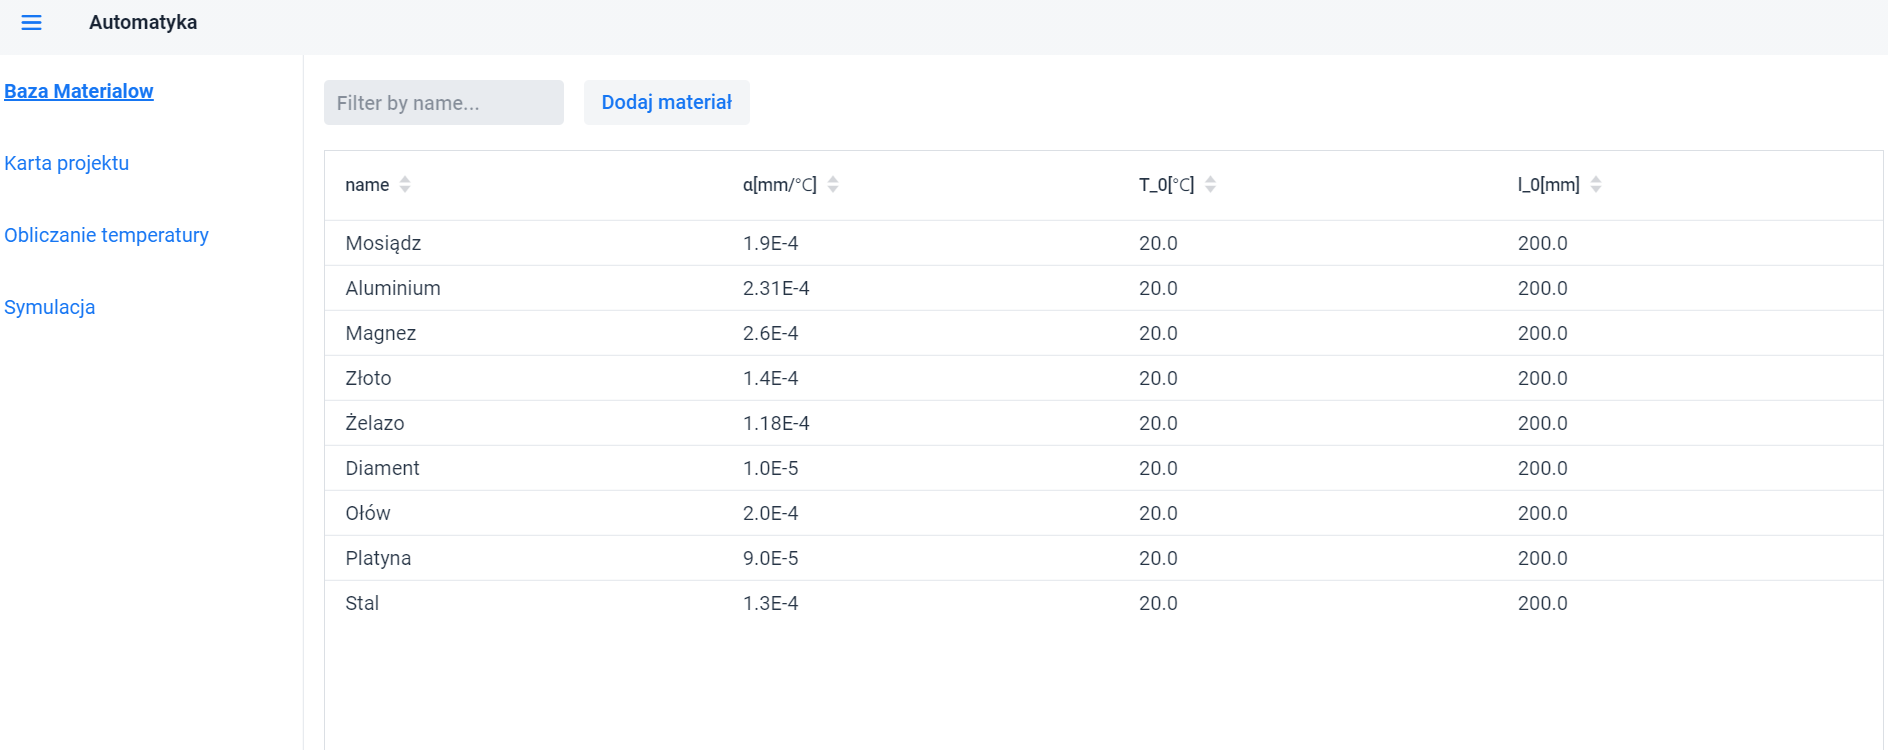 Automatyka
Baza Materialow
Karta projektu
Obliczanie temperatury
Symulacja
Filter by name... Dodaj materiał
name α[mm/°C] T_0[°C] l_0[mm]
Mosiądz 1.9E-4 20.0 200.0
Aluminium 2.31E-4 20.0 200.0
Magnez 2.6E-4 20.0 200.0
Złoto 1.4E-4 20.0 200.0
Żelazo 1.18E-4 20.0 200.0
Diament 1.0E-5 20.0 200.0
Ołów 2.0E-4 20.0 200.0
Platyna 9.0E-5 20.0 200.0
Stal 1.3E-4 20.0 200.0